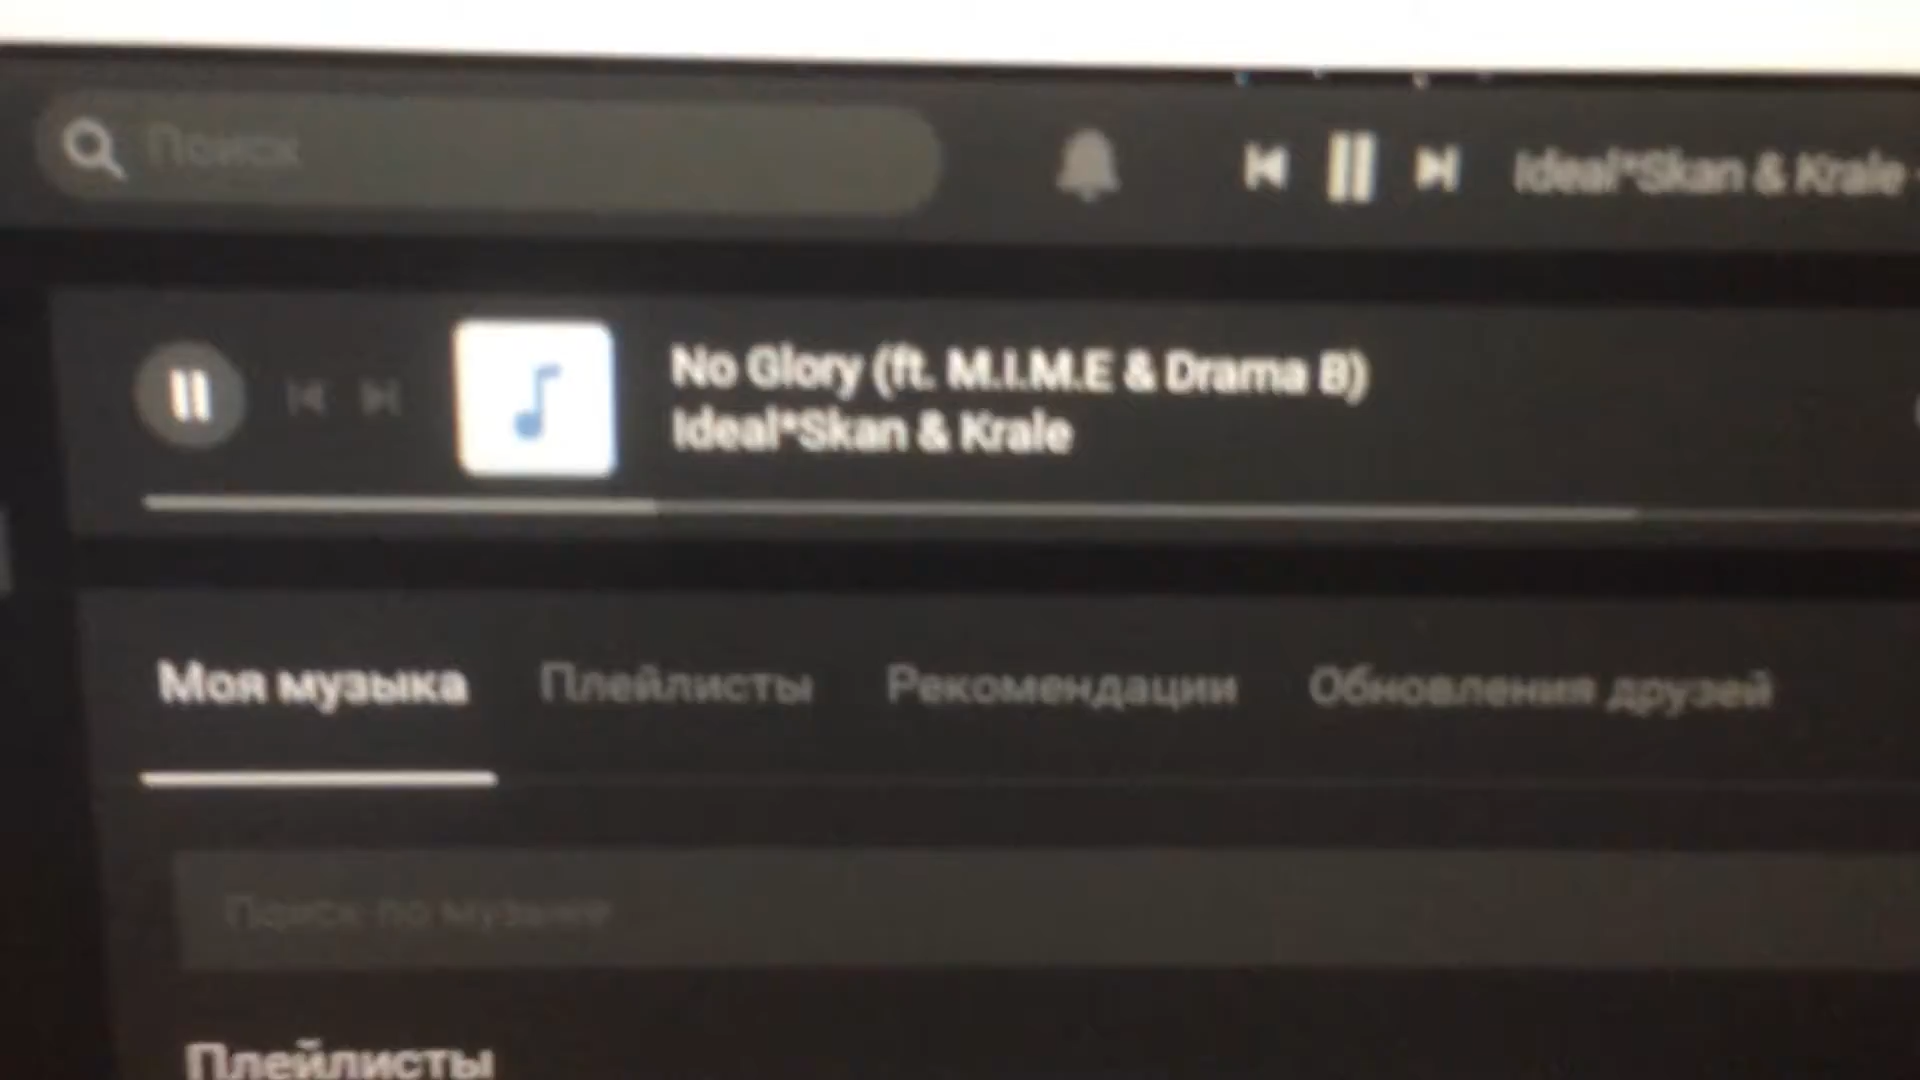 Поиск
Ideal*Skan & Krale
No Glory (ft. M.I.M.E & Drama B)
Ideal*Skan & Krale
Моя музыка Плейлисты Рекомендации Обновления друзей
Поиск по музыке
Плейлисты